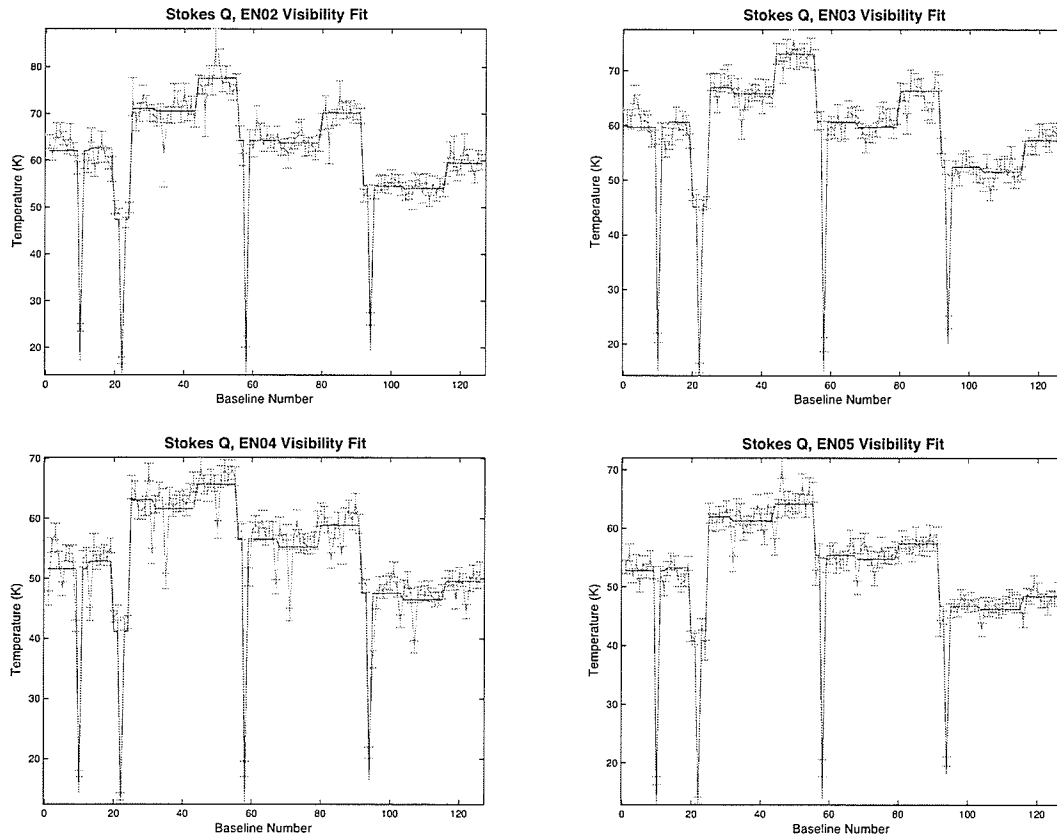 Stokes Q, EN02 Visibility Fit
80
70
60
50
40
30
20
Temperature (K)
0 20 40 60 80 100 120
Baseline Number
Stokes Q, EN03 Visibility Fit
70
60
50
40
30
20
Temperature (K)
0 20 40 60 80 100 120
Baseline Number
Stokes Q, EN04 Visibility Fit
70
60
50
40
30
20
Temperature (K)
0 20 40 60 80 100 120
Baseline Number
Stokes Q, EN05 Visibility Fit
70
60
50
40
30
20
Temperature (K)
0 20 40 60 80 100 120
Baseline Number